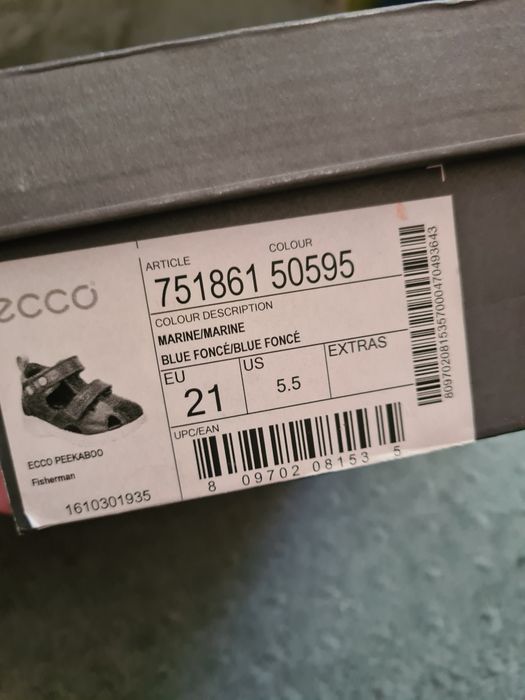 ecco
ARTICLE COLOUR
751861 50595
COLOUR DESCRIPTION
MARINE/MARINE
BLUE FONCÉ/BLUE FONCÉ
EU US EXTRAS
21 5.5
UPC/EAN
8 09702 08153 5
ECCO PEEKABOO
Fisherman
1610301935
8097020815357000470493643